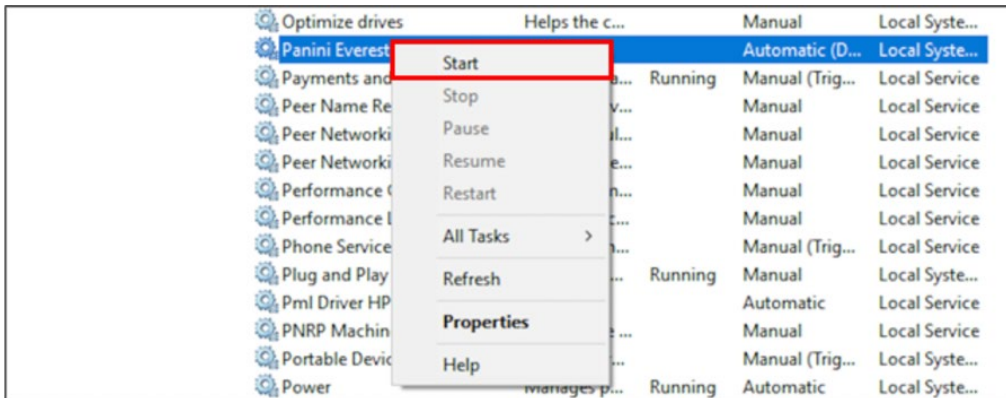 Optimize drives Helps the c... Manual Local Syste...
Panini Everest Automatic (D... Local Syste...
Start
Payments and a... Running Manual (Trig... Local Service
Stop
Peer Name Re v... Manual Local Service
Pause
Peer Networki ul... Manual Local Service
Resume
Peer Networki e... Manual Local Service
Restart
Performance n... Manual Local Service
Performance L c... Manual Local Service
All Tasks >
Phone Service Manual (Trig... Local Service
Plug and Play ... Running Manual Local Syste...
Refresh
Pml Driver HP Automatic Local Service
Properties
PNRP Machin ... Manual Local Service
Portable Devic ... Manual (Trig... Local Syste...
Help
Power Manages p... Running Automatic Local Syste...